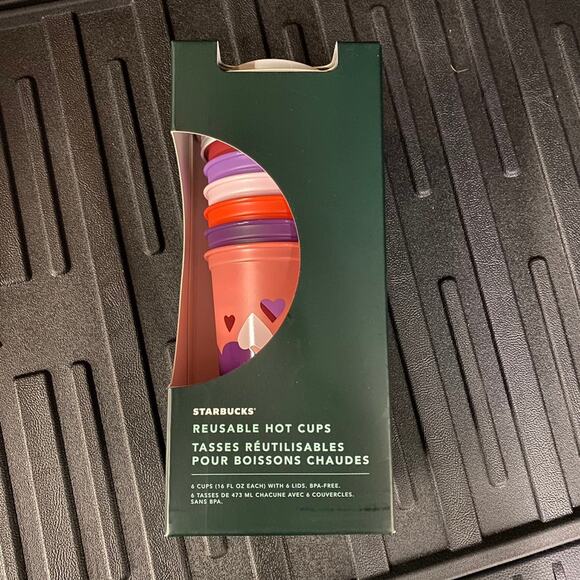 STARBUCKS®
REUSABLE HOT CUPS
TASSES RÉUTILISABLES
POUR BOISSONS CHAUDES
6 CUPS (16 FL OZ EACH) WITH 6 LIDS. BPA-FREE.
6 TASSES DE 473 ML CHACUNE AVEC 6 COUVERCLES.
SANS BPA.